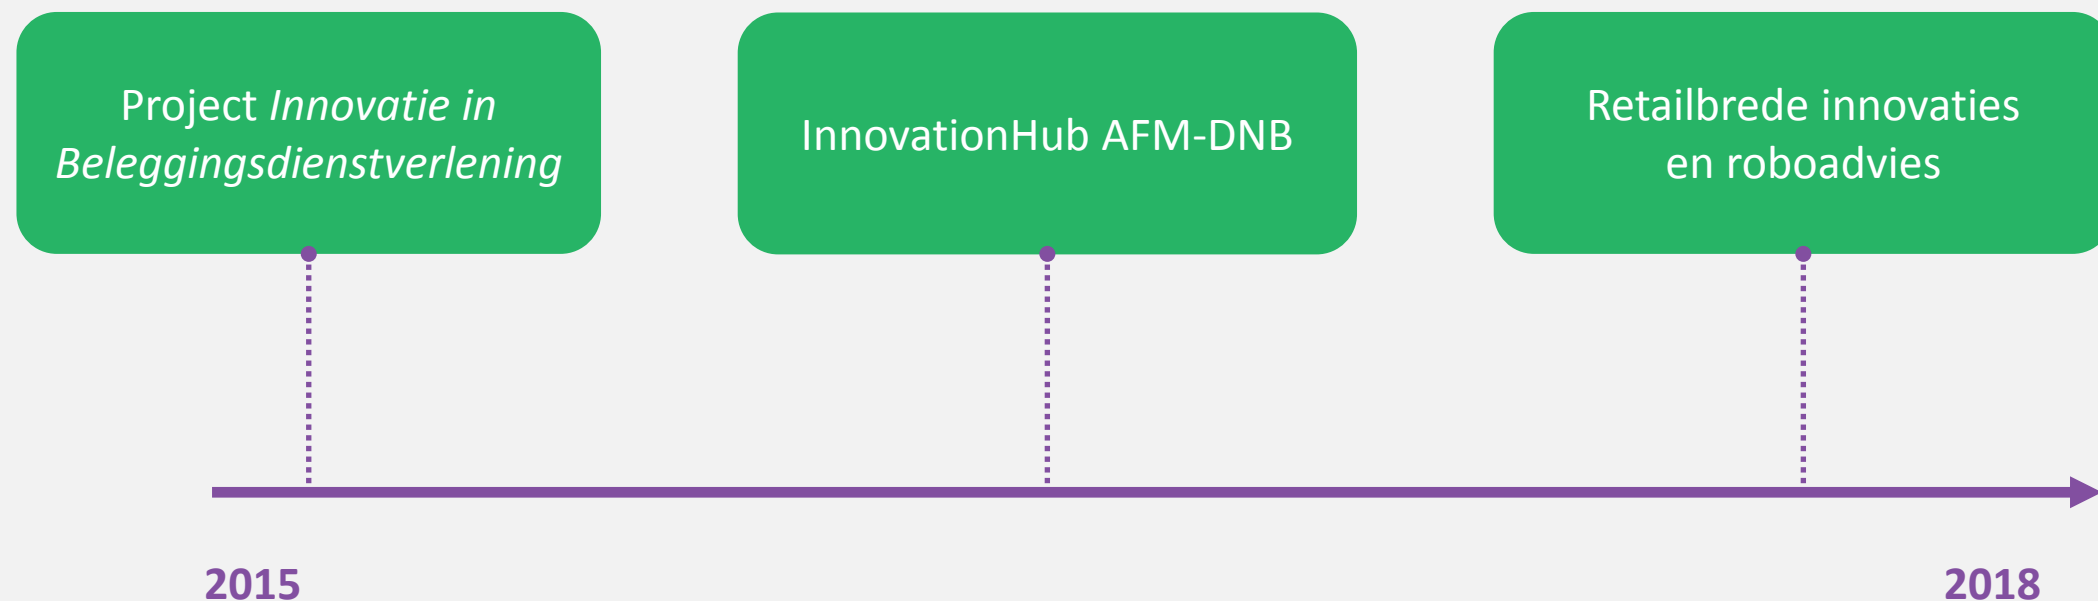 Project Innovatie in
Beleggingsdienstverlening
InnovationHub AFM-DNB
Retailbrede innovaties
en roboadvies
2015
2018